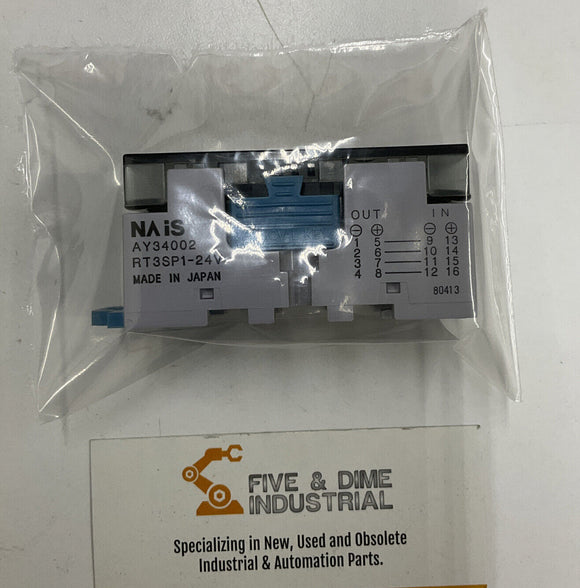 NAiS
AY34002
RT3SP1-24V
MADE IN JAPAN
OUT IN
⊖ ⊕ ⊖ ⊕
1 5 9 13
2 6 10 14
3 7 11 15
4 8 12 16
80413
FIVE & DIME
INDUSTRIAL
Specializing in New, Used and Obsolete
Industrial & Automation Parts.